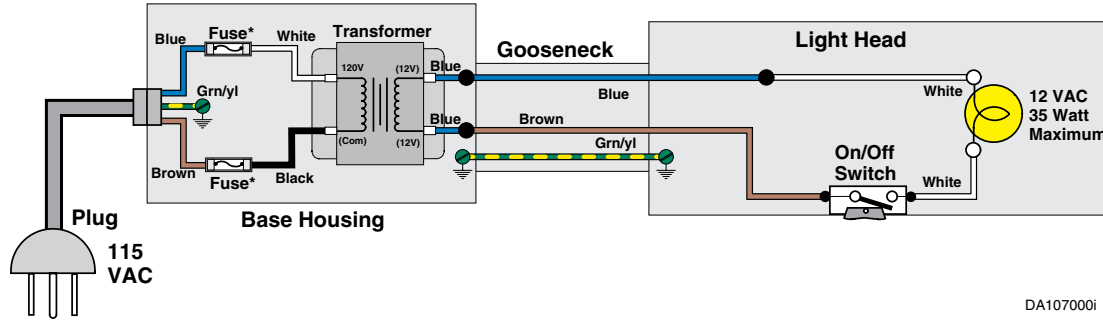 Blue
Fuse*
White
Transformer
Gooseneck
Light Head
120V
(12V)
Blue
Blue
White
12 VAC
35 Watt
Maximum
Grn/yl
(Com)
(12V)
Blue
Brown
Grn/yl
On/Off
Switch
White
Brown
Fuse*
Black
Base Housing
Plug
115
VAC
DA107000i